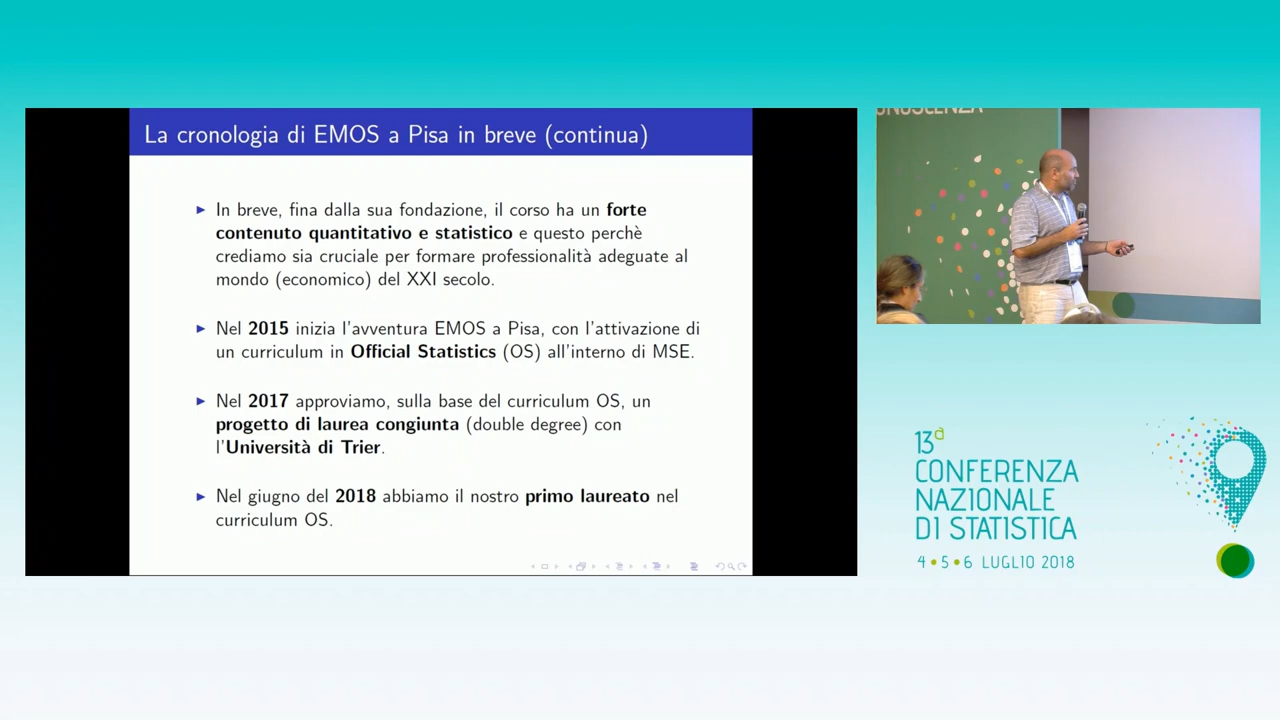 La cronologia di EMOS a Pisa in breve (continua)
In breve, fina dalla sua fondazione, il corso ha un forte
contenuto quantitativo e statistico e questo perchè
crediamo sia cruciale per formare professionalità adeguate al
mondo (economico) del XXI secolo.
Nel 2015 inizia l'avventura EMOS a Pisa, con l'attivazione di
un curriculum in Official Statistics (OS) all'interno di MSE.
Nel 2017 approviamo, sulla base del curriculum OS, un
progetto di laurea congiunta (double degree) con
l'Università di Trier.
Nel giugno del 2018 abbiamo il nostro primo laureato nel
curriculum OS.
13a
CONFERENZA
NAZIONALE
DI STATISTICA
4 • 5 • 6 LUGLIO 2018